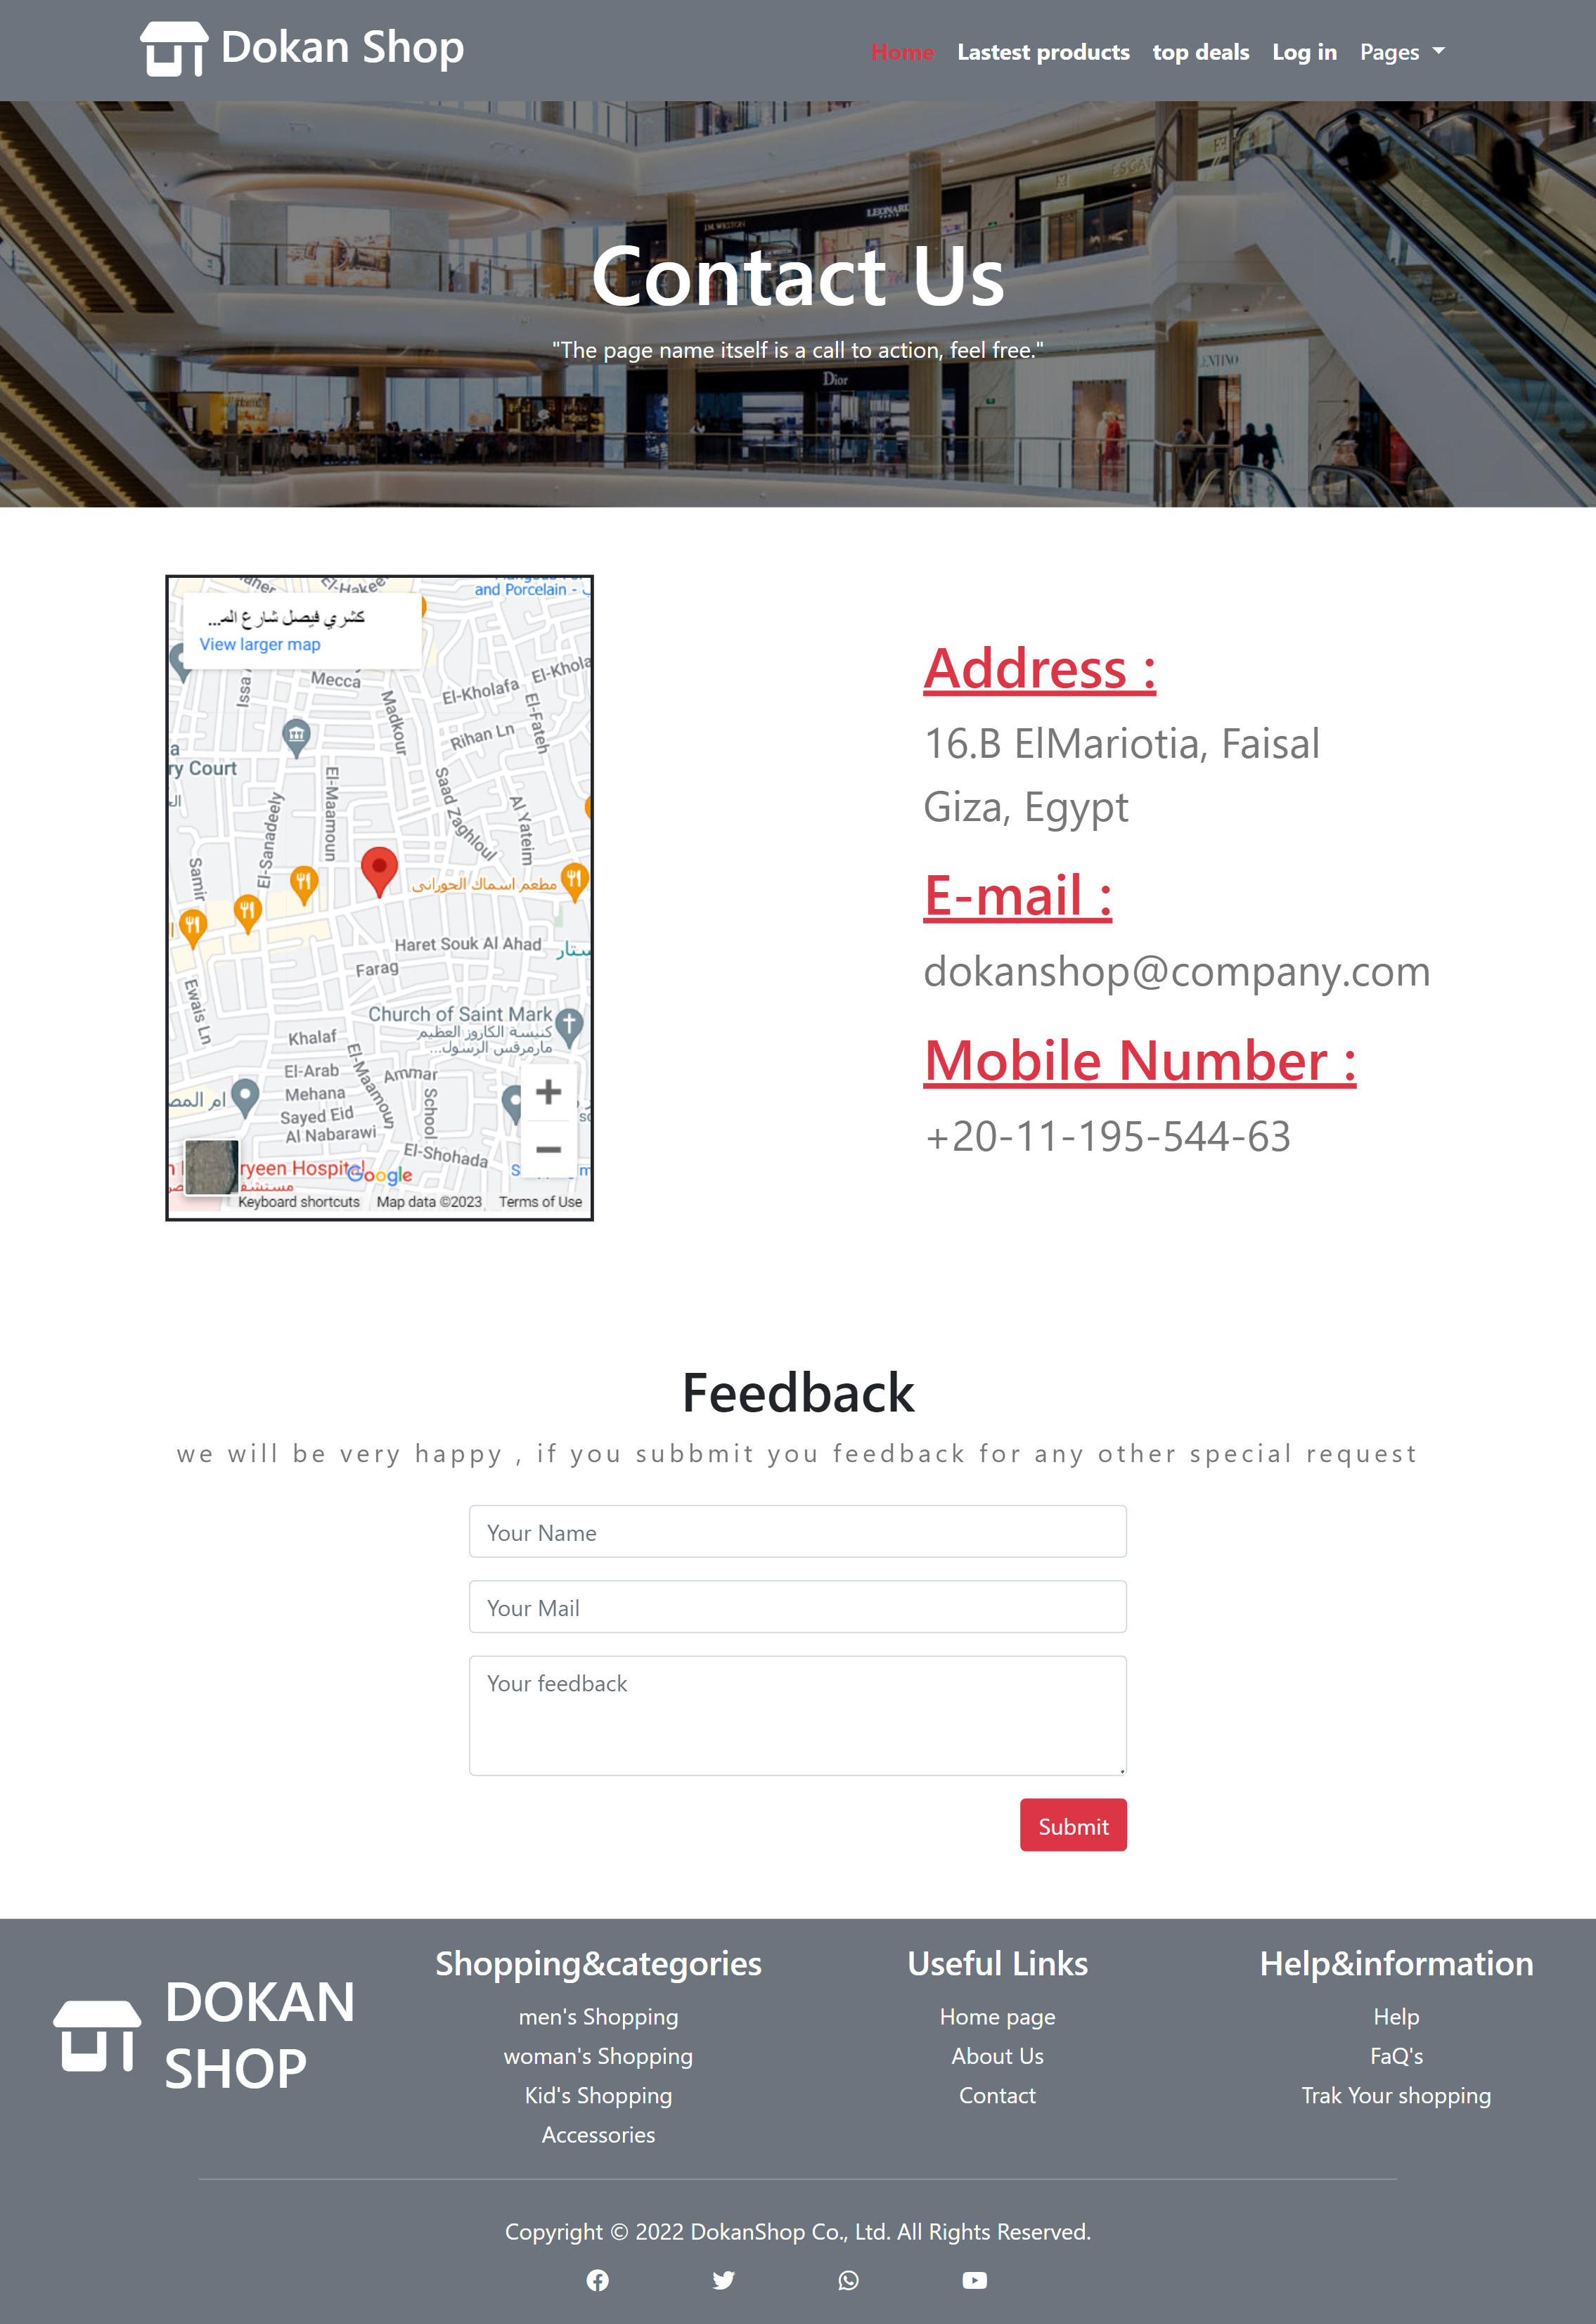 Dokan Shop
Home Lastest products top deals Log in Pages
LEONARD
J.M. WESTON
Contact Us
"The page name itself is a call to action, feel free."
Dior
and Porcelain -
كشري فيصل شارع الم...
View larger map
Mecca
El-Kholafa
Madkour
El-Fateh
Rihan Ln
ry Court
El-Maamoun
Saad Zaghloul
Al Yateim
El-Sanadeely
Samir
مطعم اسماك الحوراني
Haret Souk Al Ahad
Farag
Ewais Ln
Church of Saint Mark
كنيسة الكاروز العظيم
مارمرقس الرسول...
Khalaf
El-Arab
Ammar
Mehana
El-Maamoun
School
Sayed Eid
Al Nabarawi
El-Shohada
ryeen Hospital
Google
Keyboard shortcuts Map data ©2023 Terms of Use
Address :
16.B ElMariotia, Faisal
Giza, Egypt
E-mail :
dokanshop@company.com
Mobile Number :
+20-11-195-544-63
Feedback
we will be very happy , if you subbmit you feedback for any other special request
Your Name
Your Mail
Your feedback
Submit
DOKAN
SHOP
Shopping&categories
men's Shopping
woman's Shopping
Kid's Shopping
Accessories
Useful Links
Home page
About Us
Contact
Help&information
Help
FaQ's
Trak Your shopping
Copyright © 2022 DokanShop Co., Ltd. All Rights Reserved.